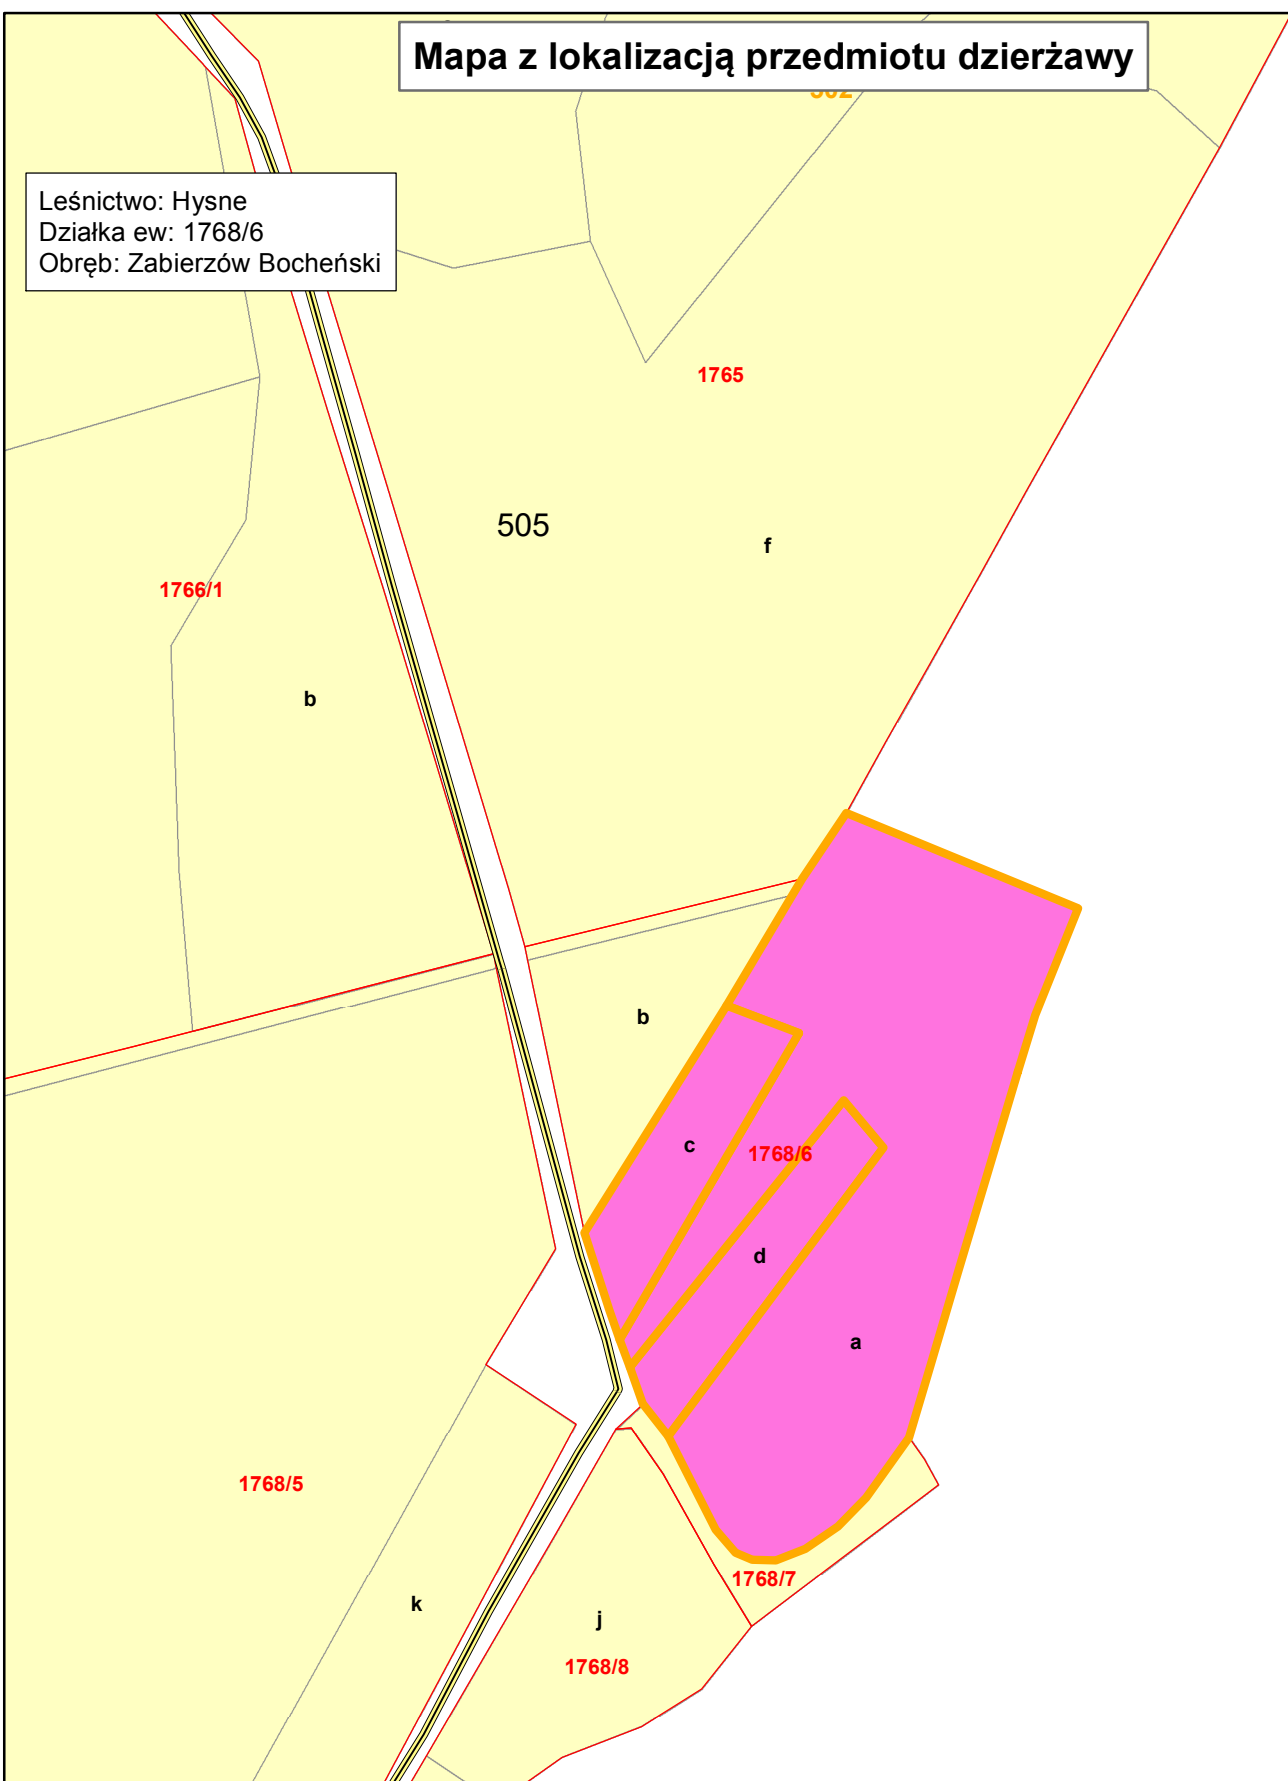 Mapa z lokalizacją przedmiotu dzierżawy
Leśnictwo: Hysne
Działka ew: 1768/6
Obręb: Zabierzów Bocheński
1765
505
f
1766/1
b
b
c
1768/6
d
a
1768/5
1768/7
k
j
1768/8